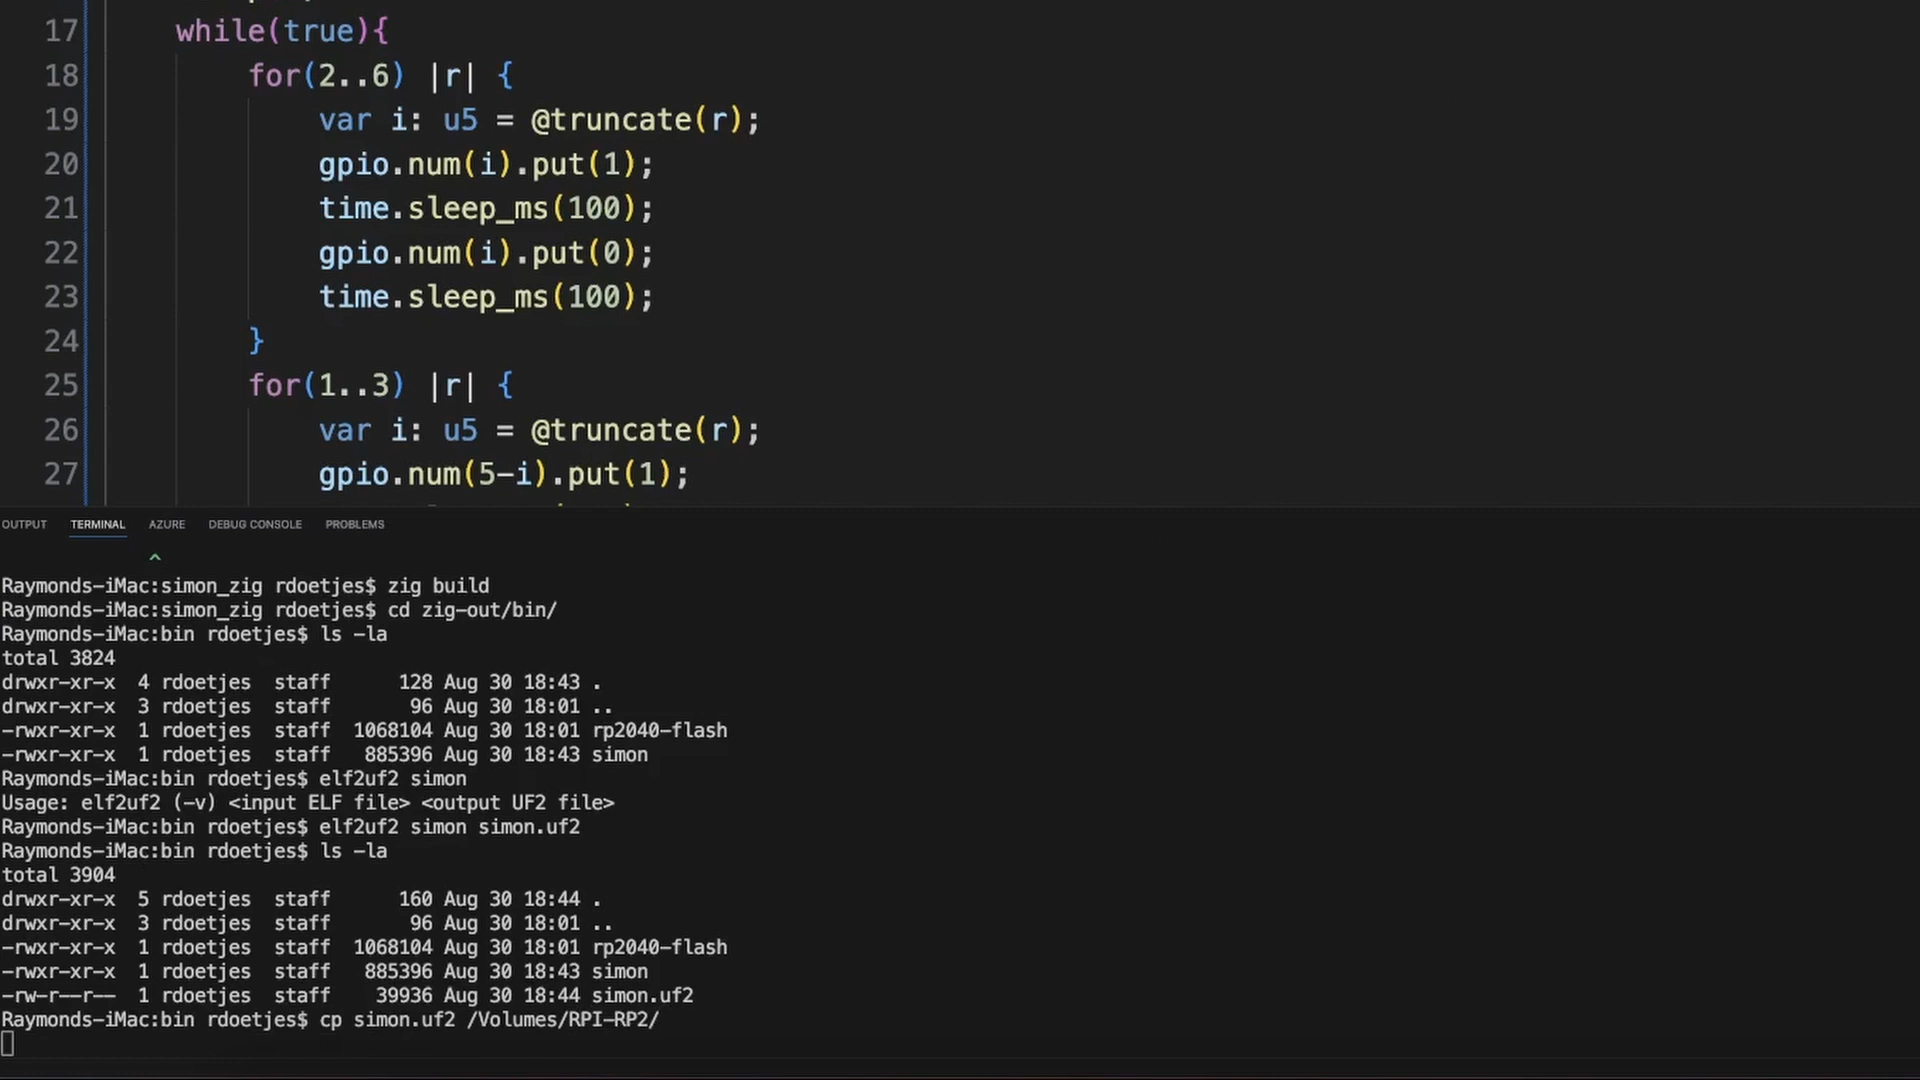 17 while(true){
18 for(2..6) |r| {
19 var i: u5 = @truncate(r);
20 gpio.num(i).put(1);
21 time.sleep_ms(100);
22 gpio.num(i).put(0);
23 time.sleep_ms(100);
24 }
25 for(1..3) |r| {
26 var i: u5 = @truncate(r);
27 gpio.num(5-i).put(1);
OUTPUT TERMINAL AZURE DEBUG CONSOLE PROBLEMS
^
Raymonds-iMac:simon_zig rdoetjes$ zig build
Raymonds-iMac:simon_zig rdoetjes$ cd zig-out/bin/
Raymonds-iMac:bin rdoetjes$ ls -la
total 3824
drwxr-xr-x 4 rdoetjes staff 128 Aug 30 18:43 .
drwxr-xr-x 3 rdoetjes staff 96 Aug 30 18:01 ..
-rwxr-xr-x 1 rdoetjes staff 1068104 Aug 30 18:01 rp2040-flash
-rwxr-xr-x 1 rdoetjes staff 885396 Aug 30 18:43 simon
Raymonds-iMac:bin rdoetjes$ elf2uf2 simon
Usage: elf2uf2 (-v) <input ELF file> <output UF2 file>
Raymonds-iMac:bin rdoetjes$ elf2uf2 simon simon.uf2
Raymonds-iMac:bin rdoetjes$ ls -la
total 3904
drwxr-xr-x 5 rdoetjes staff 160 Aug 30 18:44 .
drwxr-xr-x 3 rdoetjes staff 96 Aug 30 18:01 ..
-rwxr-xr-x 1 rdoetjes staff 1068104 Aug 30 18:01 rp2040-flash
-rwxr-xr-x 1 rdoetjes staff 885396 Aug 30 18:43 simon
-rw-r--r-- 1 rdoetjes staff 39936 Aug 30 18:44 simon.uf2
Raymonds-iMac:bin rdoetjes$ cp simon.uf2 /Volumes/RPI-RP2/